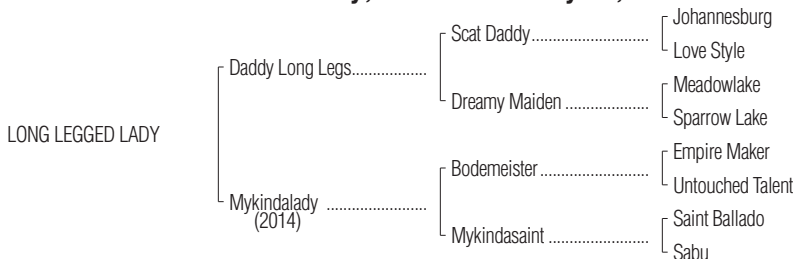 Johannesburg
Scat Daddy
Love Style
Daddy Long Legs
Meadowlake
Dreamy Maiden
Sparrow Lake
LONG LEGGED LADY
Empire Maker
Bodemeister
Untouched Talent
Mykindalady
(2014)
Saint Ballado
Mykindasaint
Sabu